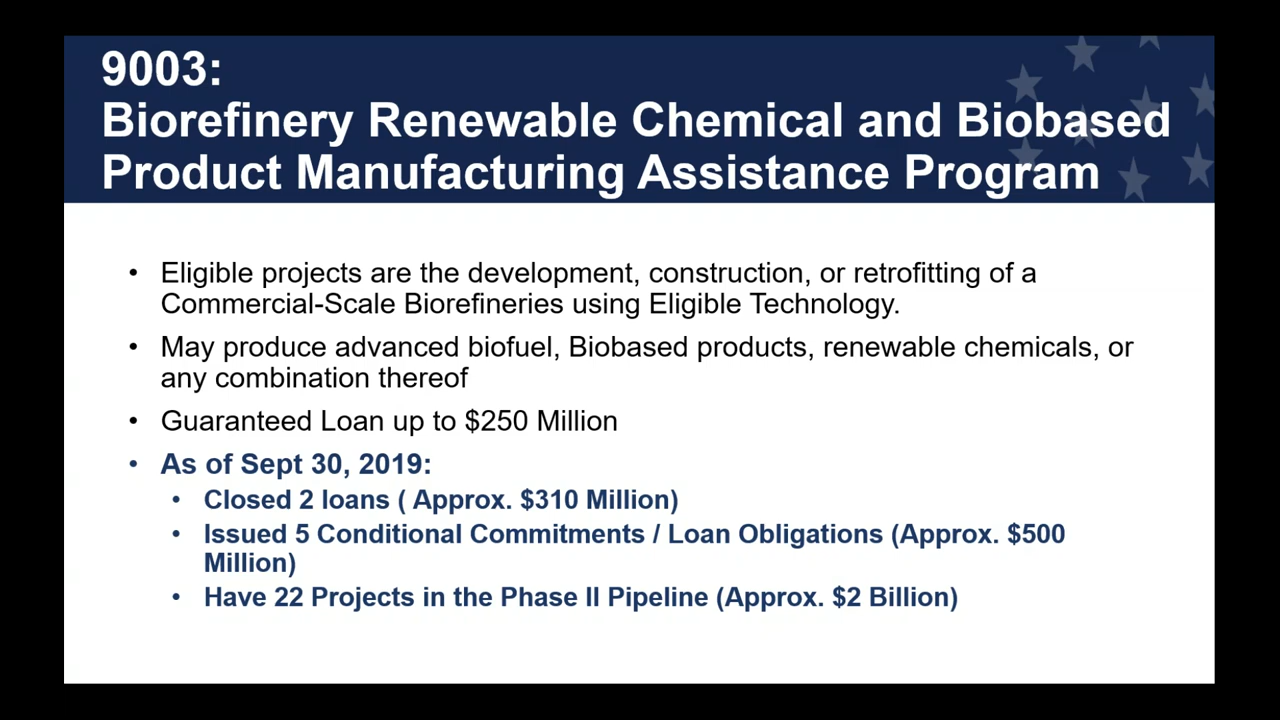 9003:
Biorefinery Renewable Chemical and Biobased
Product Manufacturing Assistance Program
• Eligible projects are the development, construction, or retrofitting of a
Commercial-Scale Biorefineries using Eligible Technology.
• May produce advanced biofuel, Biobased products, renewable chemicals, or
any combination thereof
• Guaranteed Loan up to $250 Million
• As of Sept 30, 2019:
• Closed 2 loans ( Approx. $310 Million)
• Issued 5 Conditional Commitments / Loan Obligations (Approx. $500
Million)
• Have 22 Projects in the Phase II Pipeline (Approx. $2 Billion)